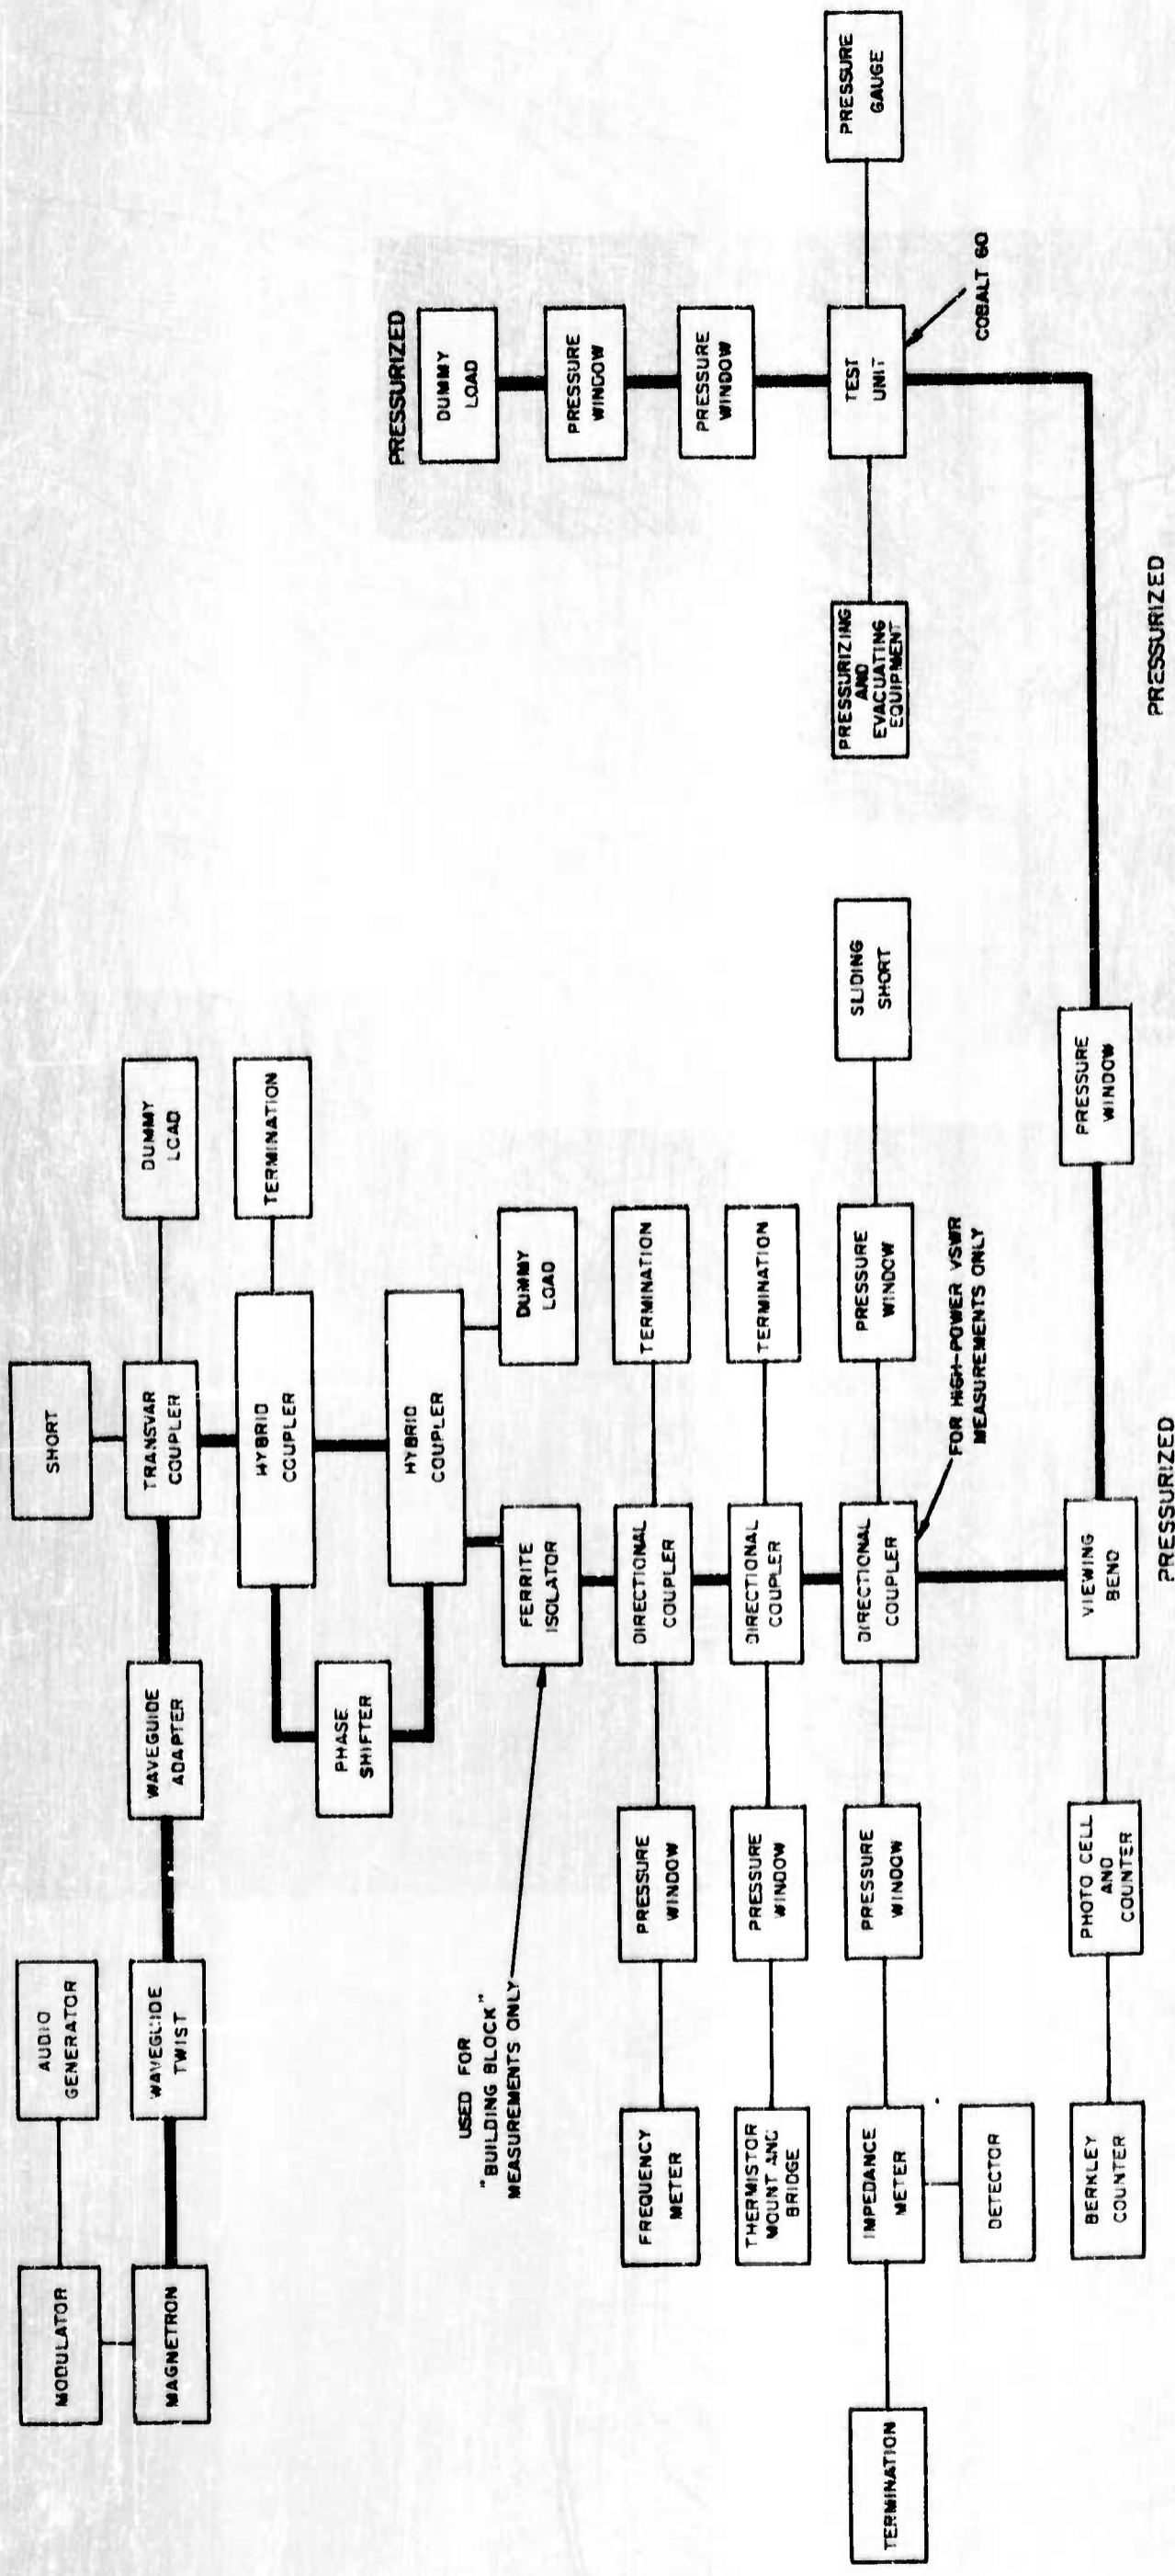 MODULATOR
AUDIO
GENERATOR
SHORT
MAGNETRON
WAVEGUIDE
TWIST
WAVEGUIDE
ADAPTER
TRANSVAR
COUPLER
DUMMY
LOAD
HYBRID
COUPLER
TERMINATION
PHASE
SHIFTER
HYBRID
COUPLER
USED FOR
"BUILDING BLOCK"
MEASUREMENTS ONLY
FERRITE
ISOLATOR
DUMMY
LOAD
FREQUENCY
METER
PRESSURE
WINDOW
DIRECTIONAL
COUPLER
TERMINATION
THERMISTOR
MOUNT AND
BRIDGE
PRESSURE
WINDOW
DIRECTIONAL
COUPLER
TERMINATION
TERMINATION
IMPEDANCE
METER
PRESSURE
WINDOW
DIRECTIONAL
COUPLER
PRESSURE
WINDOW
SLIDING
SHORT
DETECTOR
FOR HIGH-POWER VSWR
MEASUREMENTS ONLY
BERKLEY
COUNTER
PHOTO CELL
AND
COUNTER
VIEWING
BEND
PRESSURE
WINDOW
PRESSURIZED
PRESSURIZED
PRESSURIZED
DUMMY
LOAD
PRESSURE
WINDOW
PRESSURE
WINDOW
PRESSURIZING
AND
EVACUATING
EQUIPMENT
TEST
UNIT
PRESSURE
GAUGE
COBALT 60